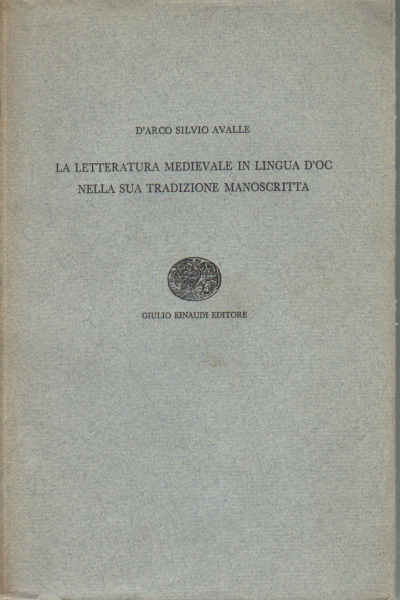 D'ARCO SILVIO AVALLE
LA LETTERATURA MEDIEVALE IN LINGUA D'OC
NELLA SUA TRADIZIONE MANOSCRITTA
GIULIO EINAUDI EDITORE